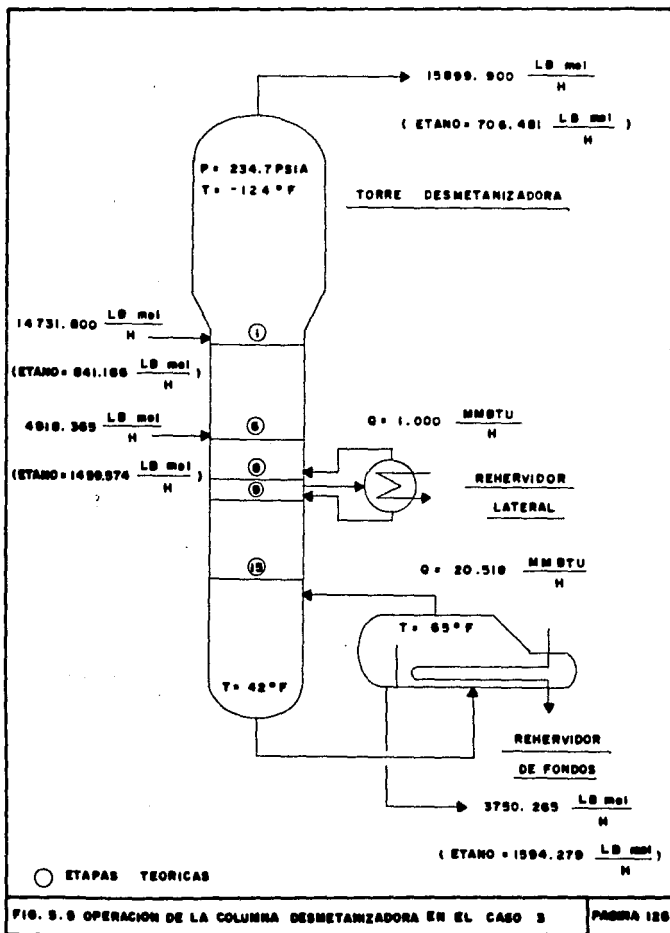 15899.900 LB mol
H
( ETANO= 706.481 LB mol )
H
P= 234.7 PSIA
T= -124°F
TORRE DESMETANIZADORA
14731.800 LB mol
H
1
(ETANO= 841.186 LB mol )
H
4918.365 LB mol
H
6
Q= 1.000 MMBTU
H
(ETANO=1459.574 LB mol )
H
8
9
REHERVIDOR
LATERAL
Q= 20.518 MMBTU
H
15
T= 65°F
T= 42°F
REHERVIDOR
DE FONDOS
3750.265 LB mol
H
( ETANO =1594.279 LB mol )
H
ETAPAS TEORICAS
FIG. 5.9 OPERACION DE LA COLUMNA DESMETANIZADORA EN EL CASO 3
PAGINA 126